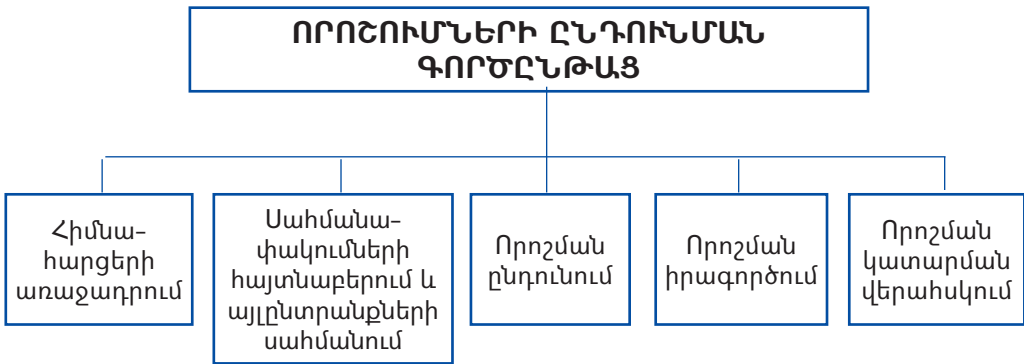 ՈՐՈՇՈՒՄՆԵՐԻ ԸՆԴՈՒՆՄԱՆ
ԳՈՐԾԸՆԹԱՑ
Հիմնա-
հարցերի
առաջադրում
Սահմանա-
փակումների
հայտնաբերում և
այլընտրանքների
սահմանում
Որոշման
ընդունում
Որոշման
իրագործում
Որոշման
կատարման
վերահսկում